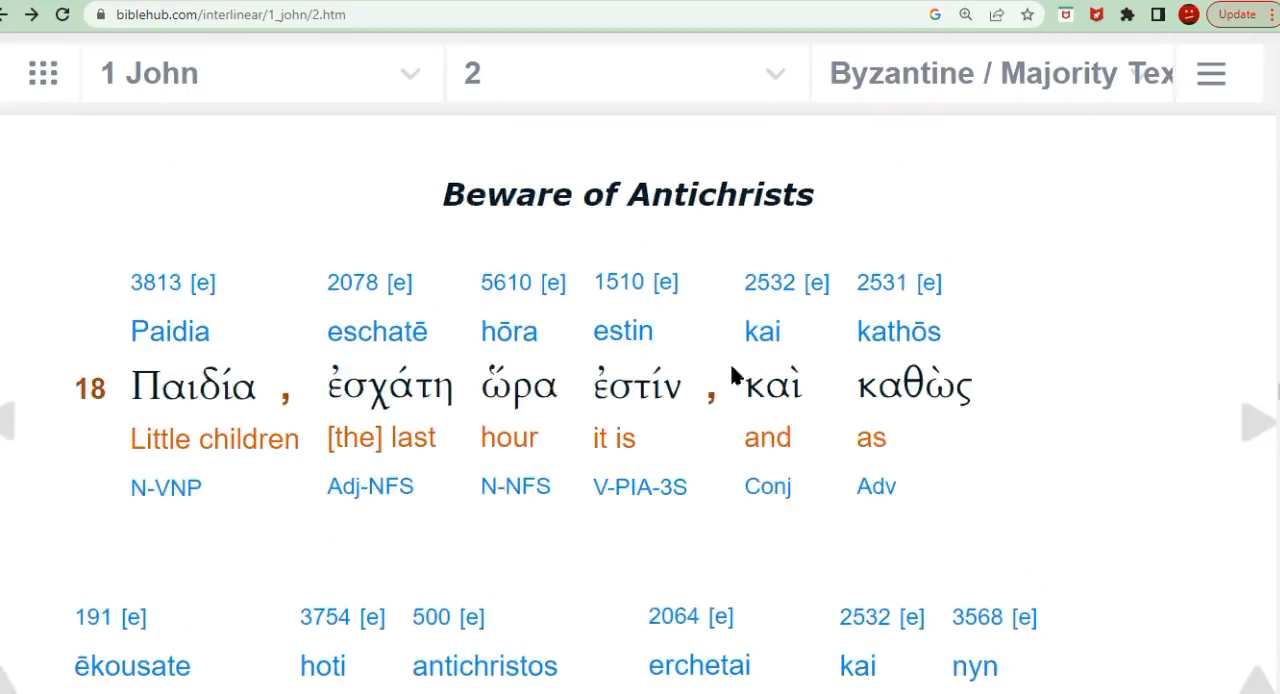 biblehub.com/interlinear/1_john/2.htm
Update
1 John
2
Byzantine / Majority Tex
Beware of Antichrists
3813 [e] 2078 [e] 5610 [e] 1510 [e] 2532 [e] 2531 [e]
Paidia eschatē hōra estin kai kathōs
18 Παιδία , ἐσχάτη ὥρα ἐστίν , καὶ καθὼς
Little children [the] last hour it is and as
N-VNP Adj-NFS N-NFS V-PIA-3S Conj Adv
191 [e] 3754 [e] 500 [e] 2064 [e] 2532 [e] 3568 [e]
ēkousate hoti antichristos erchetai kai nyn